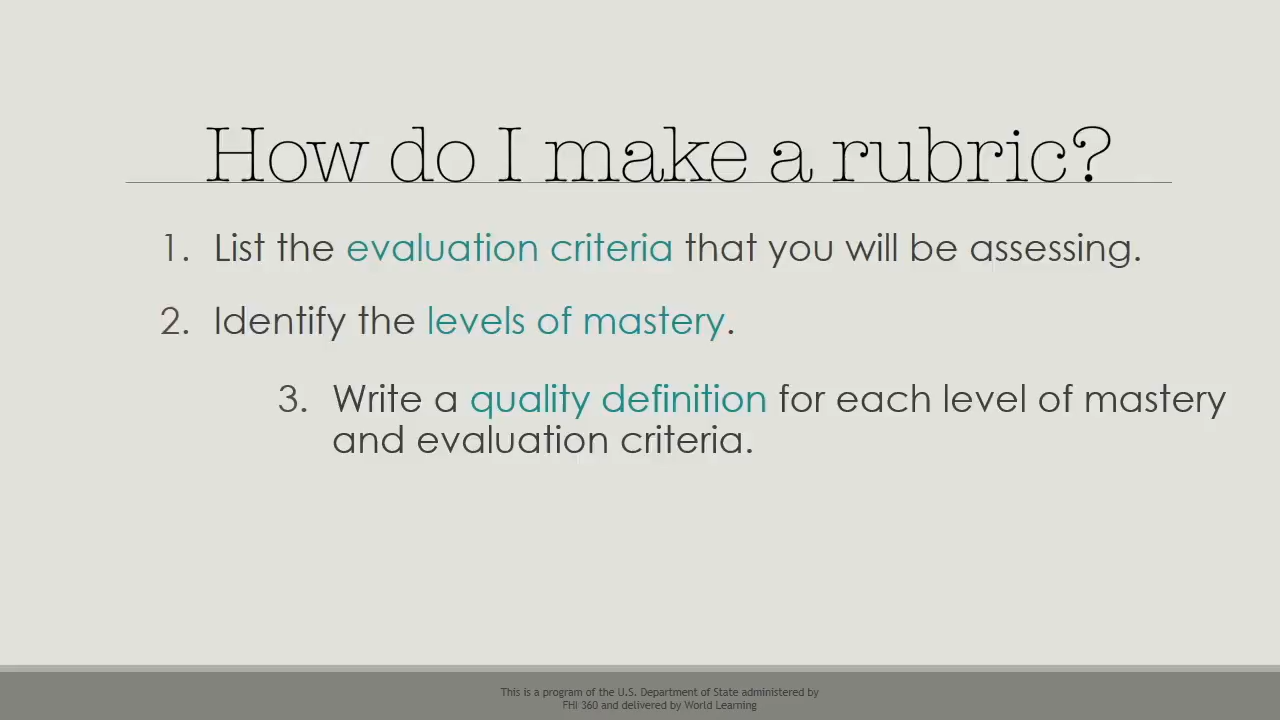 How do I make a rubric?
1. List the evaluation criteria that you will be assessing.
2. Identify the levels of mastery.
3. Write a quality definition for each level of mastery
and evaluation criteria.
This is a program of the U.S. Department of State administered by
FHI 360 and delivered by World Learning